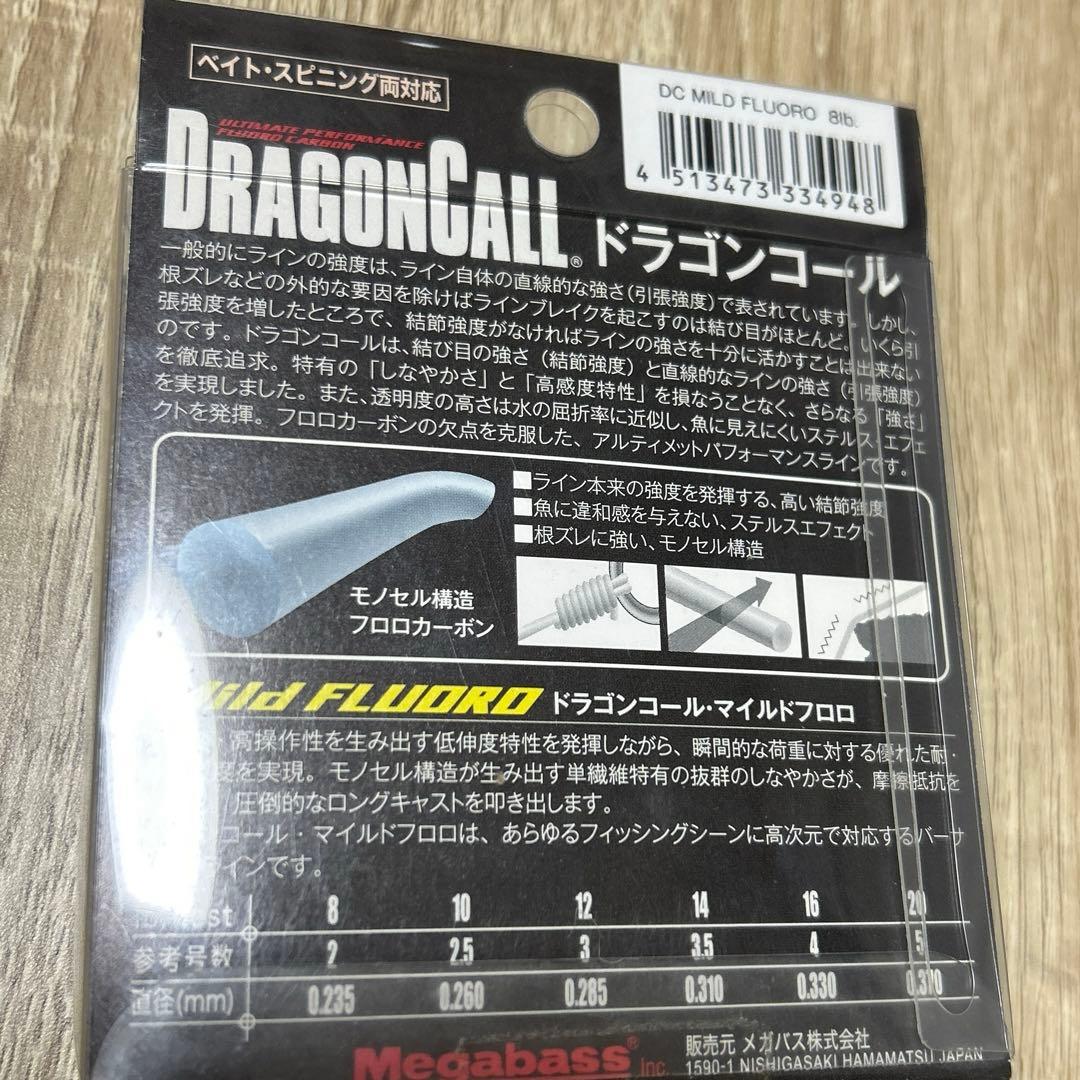 ベイト・スピニング両対応
DC MILD FLUORO 8lb.
4 513473 334948
ULTIMATE PERFORMANCE
FLUORO CARBON
DRAGONCALL® ドラゴンコール
一般的にラインの強度は、ライン自体の直線的な強さ(引張強度)で表されています。しかし、
根ズレなどの外的な要因を除けばラインブレイクを起こすのは結び目がほとんど。いくら引
張強度を増したところで、結節強度がなければラインの強さを十分に活かすことは出来ない
のです。ドラゴンコールは、結び目の強さ(結節強度)と直線的なラインの強さ(引張強度)
を徹底追求。特有の「しなやかさ」と「高感度特性」を損なうことなく、さらなる「強さ」
を実現しました。また、透明度の高さは水の屈折率に近似し、魚に見えにくいステルスエフェ
クトを発揮。フロロカーボンの欠点を克服した、アルティメットパフォーマンスラインです。
■ライン本来の強度を発揮する、高い結節強度
■魚に違和感を与えない、ステルスエフェクト
■根ズレに強い、モノセル構造
モノセル構造
フロロカーボン
Mild FLUORO ドラゴンコール・マイルドフロロ
高操作性を生み出す低伸度特性を発揮しながら、瞬間的な荷重に対する優れた耐・
度を実現。モノセル構造が生み出す単繊維特有の抜群のしなやかさが、摩擦抵抗を
圧倒的なロングキャストを叩き出します。
コール・マイルドフロロは、あらゆるフィッシングシーンに高次元で対応するバーサ
ラインです。
8 10 12 14 16 20
参考号数 2 2.5 3 3.5 4 5
直径(mm) 0.235 0.260 0.285 0.310 0.330 0.370
Megabass® Inc.
販売元 メガバス株式会社
1590-1 NISHIGASAKI HAMAMATSU JAPAN